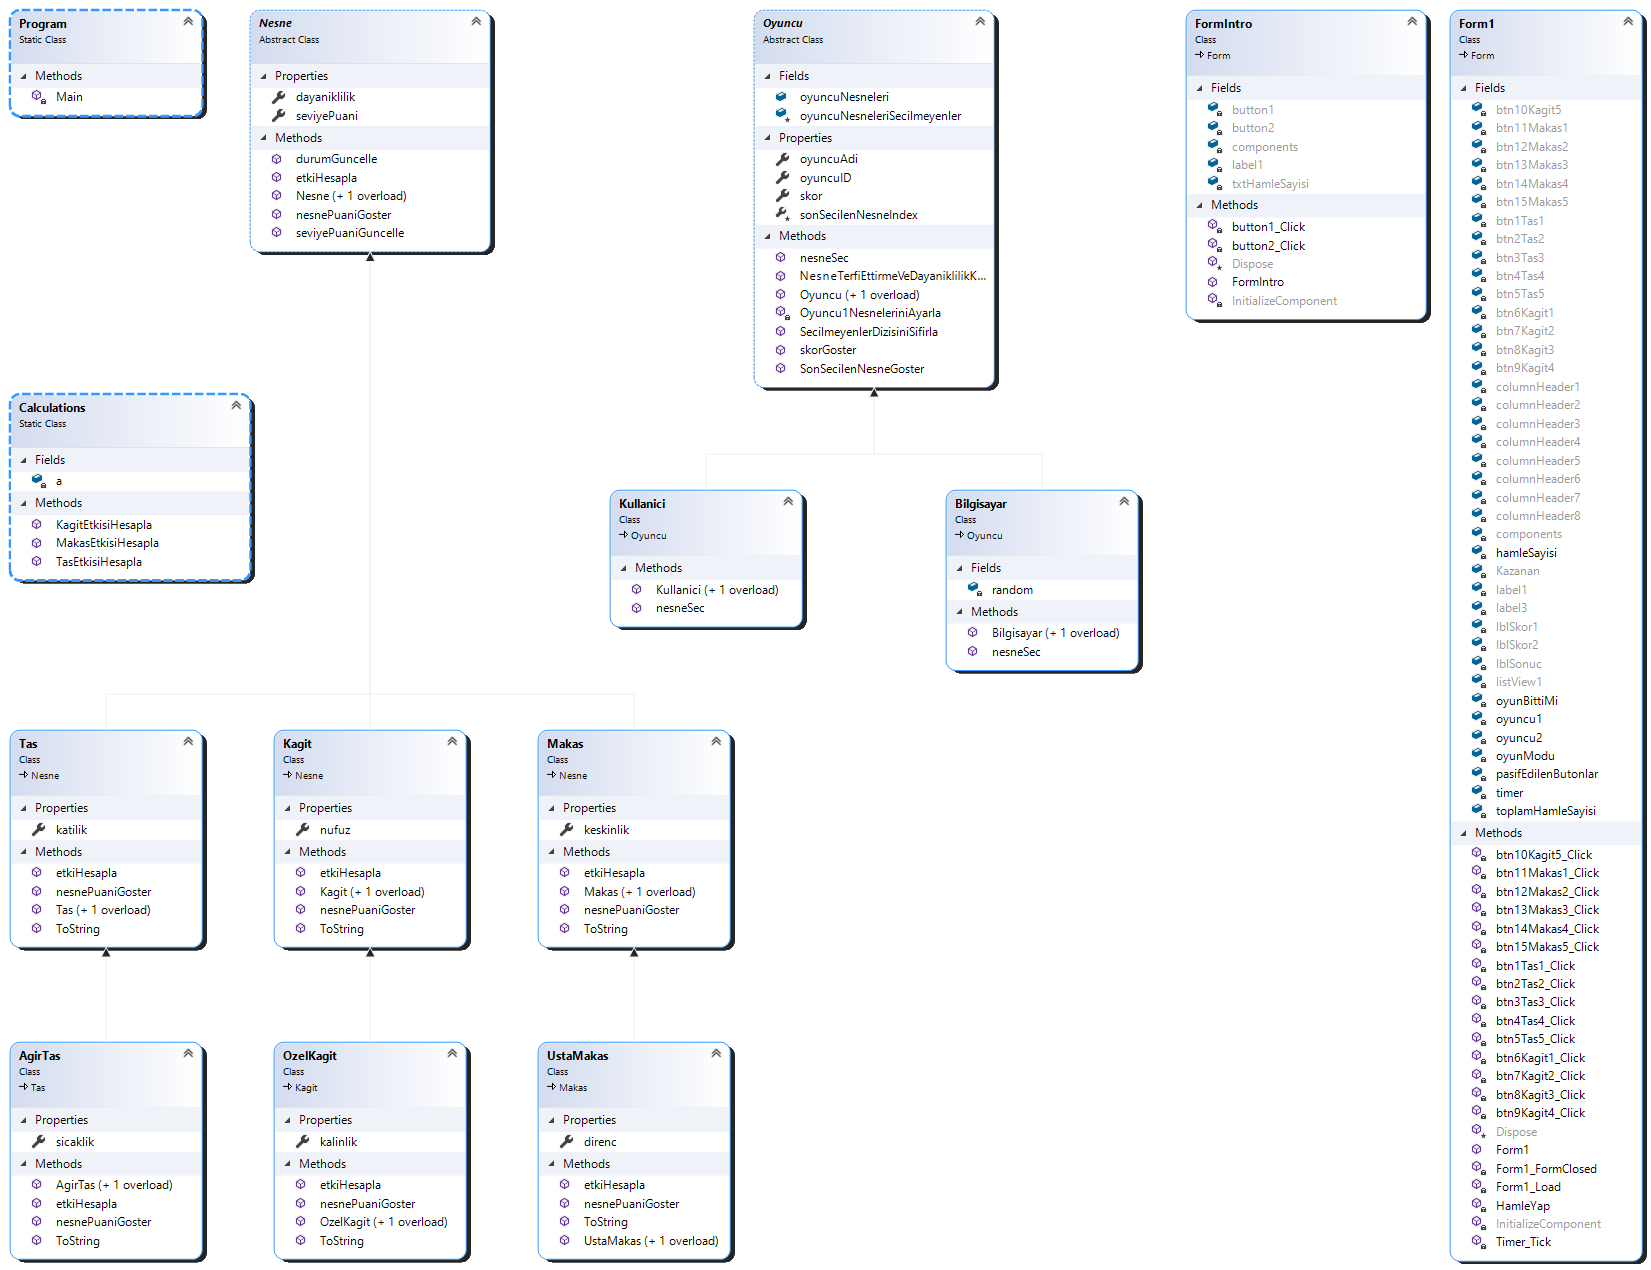 Program
Static Class
Methods
Main
Nesne
Abstract Class
Properties
dayaniklilik
seviyePuani
Methods
durumGuncelle
etkiHesapla
Nesne (+ 1 overload)
nesnePuaniGoster
seviyePuaniGuncelle
Oyuncu
Abstract Class
Fields
oyuncuNesneleri
oyuncuNesneleriSecilmeyenler
Properties
oyuncuAdi
oyuncuID
skor
sonSecilenNesneIndex
Methods
nesneSec
NesneTerfiEttirmeVeDayaniklilikK...
Oyuncu (+ 1 overload)
Oyuncu1NesneleriniAyarla
SecilmeyenlerDizisiniSifirla
skorGoster
SonSecilenNesneGoster
FormIntro
Class
Form
Fields
button1
button2
components
label1
txtHamleSayisi
Methods
button1_Click
button2_Click
Dispose
FormIntro
InitializeComponent
Form1
Class
Form
Fields
btn10Kagit5
btn11Makas1
btn12Makas2
btn13Makas3
btn14Makas4
btn15Makas5
btn1Tas1
btn2Tas2
btn3Tas3
btn4Tas4
btn5Tas5
btn6Kagit1
btn7Kagit2
btn8Kagit3
btn9Kagit4
columnHeader1
columnHeader2
columnHeader3
columnHeader4
columnHeader5
columnHeader6
columnHeader7
columnHeader8
components
hamleSayisi
Kazanan
label1
label3
lblSkor1
lblSkor2
lblSonuc
listView1
oyunBittiMi
oyuncu1
oyuncu2
oyunModu
pasifEdilenButonlar
timer
toplamHamleSayisi
Methods
btn10Kagit5_Click
btn11Makas1_Click
btn12Makas2_Click
btn13Makas3_Click
btn14Makas4_Click
btn15Makas5_Click
btn1Tas1_Click
btn2Tas2_Click
btn3Tas3_Click
btn4Tas4_Click
btn5Tas5_Click
btn6Kagit1_Click
btn7Kagit2_Click
btn8Kagit3_Click
btn9Kagit4_Click
Dispose
Form1
Form1_FormClosed
Form1_Load
HamleYap
InitializeComponent
Timer_Tick
Calculations
Static Class
Fields
a
Methods
KagitEtkisiHesapla
MakasEtkisiHesapla
TasEtkisiHesapla
Kullanici
Class
Oyuncu
Methods
Kullanici (+ 1 overload)
nesneSec
Bilgisayar
Class
Oyuncu
Fields
random
Methods
Bilgisayar (+ 1 overload)
nesneSec
Tas
Class
Nesne
Properties
katilik
Methods
etkiHesapla
nesnePuaniGoster
Tas (+ 1 overload)
ToString
Kagit
Class
Nesne
Properties
nufuz
Methods
etkiHesapla
Kagit (+ 1 overload)
nesnePuaniGoster
ToString
Makas
Class
Nesne
Properties
keskinlik
Methods
etkiHesapla
Makas (+ 1 overload)
nesnePuaniGoster
ToString
AgirTas
Class
Tas
Properties
sicaklik
Methods
AgirTas (+ 1 overload)
etkiHesapla
nesnePuaniGoster
ToString
OzelKagit
Class
Kagit
Properties
kalinlik
Methods
etkiHesapla
nesnePuaniGoster
OzelKagit (+ 1 overload)
ToString
UstaMakas
Class
Makas
Properties
direnc
Methods
etkiHesapla
nesnePuaniGoster
ToString
UstaMakas (+ 1 overload)